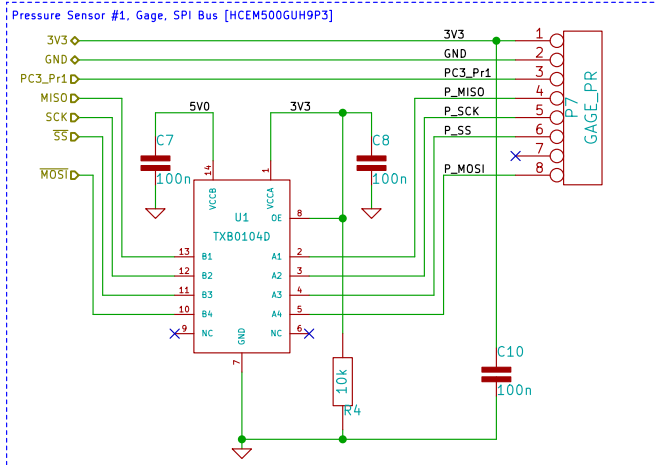 Pressure Sensor #1, Gage, SPI Bus [HCEM500GUH9P3]
3V3
GND
PC3_Pr1
MISO
SCK
SS
MOSI
5V0
3V3
C7
100n
C8
100n
14
1
VCCB
VCCA
U1
TXB0104D
OE
8
13
B1
A1
2
12
B2
A2
3
11
B3
A3
4
10
B4
A4
5
9
NC
NC
6
GND
7
10k
R4
C10
100n
3V3
GND
PC3_Pr1
P_MISO
P_SCK
P_SS
P_MOSI
1
2
3
4
5
6
7
8
P7
GAGE_PR